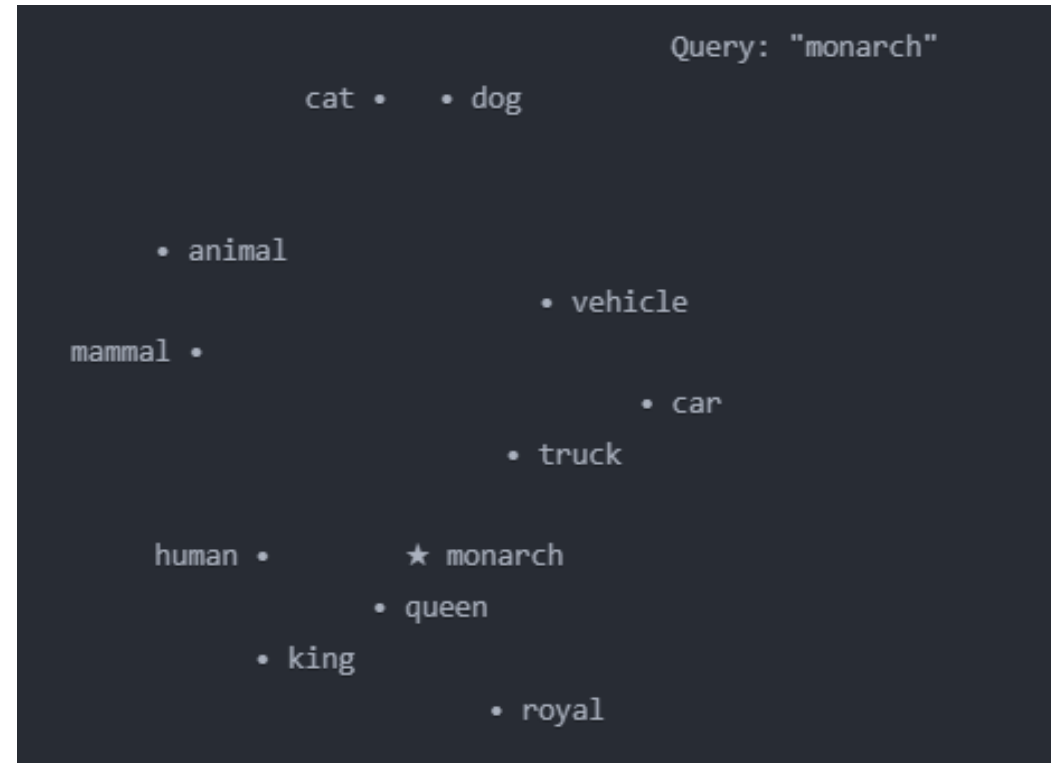 Query: "monarch"
cat • • dog
• animal
• vehicle
mammal •
• car
• truck
human • ★ monarch
• queen
• king
• royal